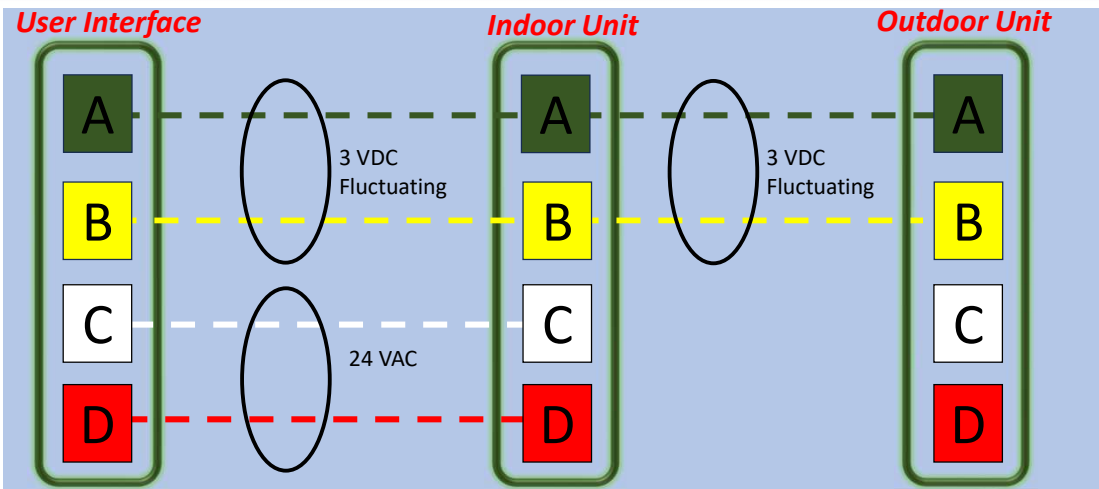 User Interface
Indoor Unit
Outdoor Unit
A
A
A
3 VDC
Fluctuating
3 VDC
Fluctuating
B
B
B
C
C
C
24 VAC
D
D
D